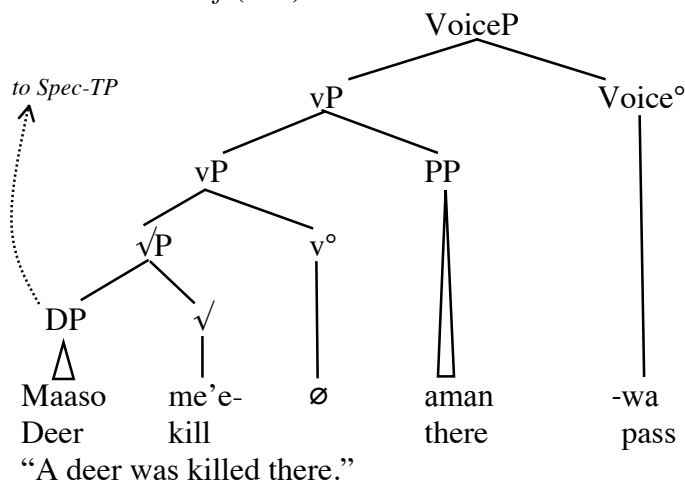 VoiceP
to Spec-TP
vP Voice°
vP PP
√P v°
DP √
Maaso me’e- ∅ aman -wa
Deer kill there pass
“A deer was killed there.”